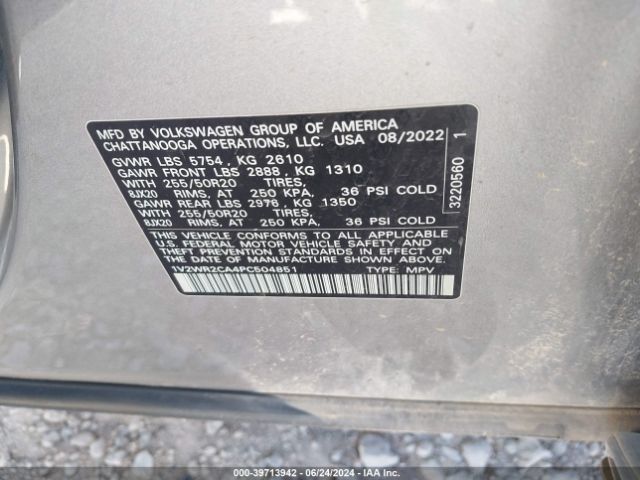 MFD BY VOLKSWAGEN GROUP OF AMERICA
CHATTANOOGA OPERATIONS, LLC. USA 08/2022
GVWR LBS 5754 , KG 2610
GAWR FRONT LBS 2888 , KG 1310
WITH 255/50R20 TIRES,
8JX20 RIMS, AT 250 KPA, 36 PSI COLD
GAWR REAR LBS 2976 , KG 1350
WITH 255/50R20 TIRES,
8JX20 RIMS, AT 250 KPA, 36 PSI COLD
THIS VEHICLE CONFORMS TO ALL APPLICABLE
U.S. FEDERAL MOTOR VEHICLE SAFETY AND
THEFT PREVENTION STANDARDS IN EFFECT ON
THE DATE OF MANUFACTURE SHOWN ABOVE.
1V2WR2CA4PC504851 TYPE: MPV
3220560 1
000-39713942 - 06/24/2024 - IAA Inc.